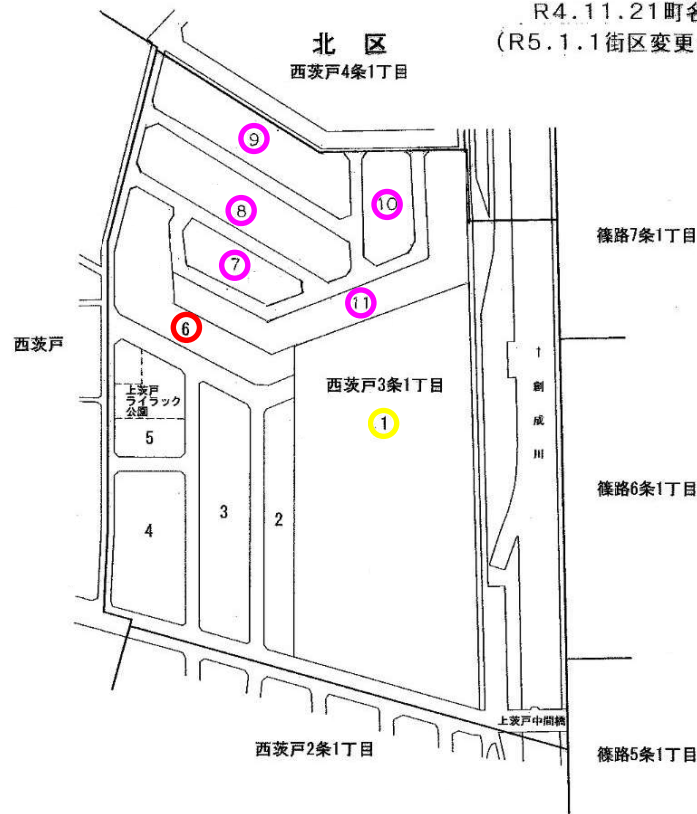 R4.11.21町名
北区
(R5.1.1街区変更
西茨戸4条1丁目
9
10
8
篠路7条1丁目
7
11
6
西茨戸
西茨戸3条1丁目
↑創成川
上茨戸
ライラック
公園
1
5
篠路6条1丁目
3
2
4
上茨戸中間橋
西茨戸2条1丁目
篠路5条1丁目